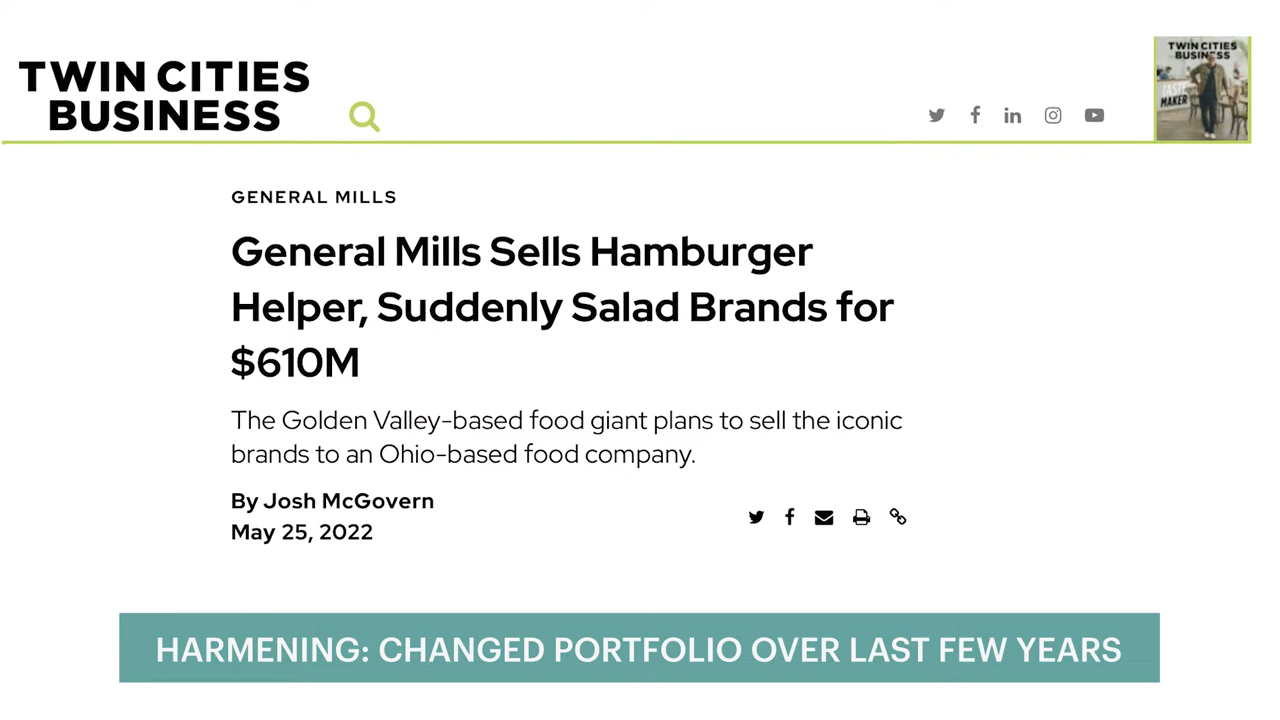 TWIN CITIES
BUSINESS
TWIN CITIES
BUSINESS
TASTE
MAKER
GENERAL MILLS
General Mills Sells Hamburger
Helper, Suddenly Salad Brands for
$610M
The Golden Valley-based food giant plans to sell the iconic
brands to an Ohio-based food company.
By Josh McGovern
May 25, 2022
HARMENING: CHANGED PORTFOLIO OVER LAST FEW YEARS